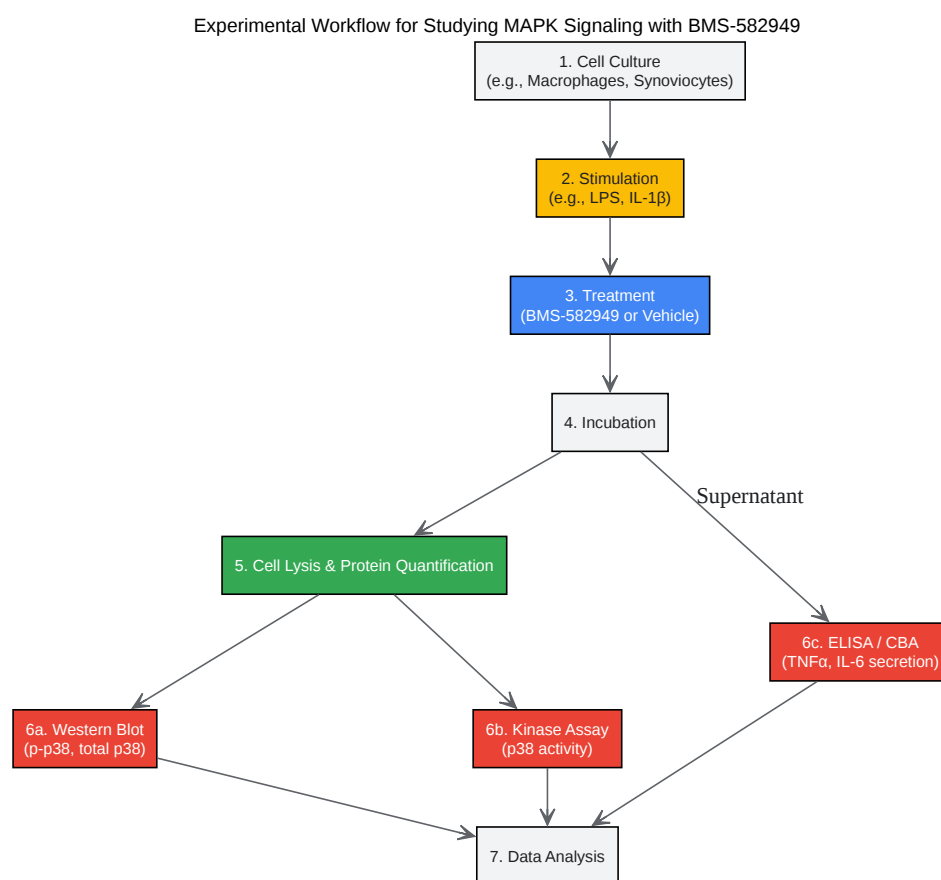 Experimental Workflow for Studying MAPK Signaling with BMS-582949
1. Cell Culture
(e.g., Macrophages, Synoviocytes)
2. Stimulation
(e.g., LPS, IL-1β)
3. Treatment
(BMS-582949 or Vehicle)
4. Incubation
Supernatant
5. Cell Lysis & Protein Quantification
6c. ELISA / CBA
(TNFα, IL-6 secretion)
6a. Western Blot
(p-p38, total p38)
6b. Kinase Assay
(p38 activity)
7. Data Analysis